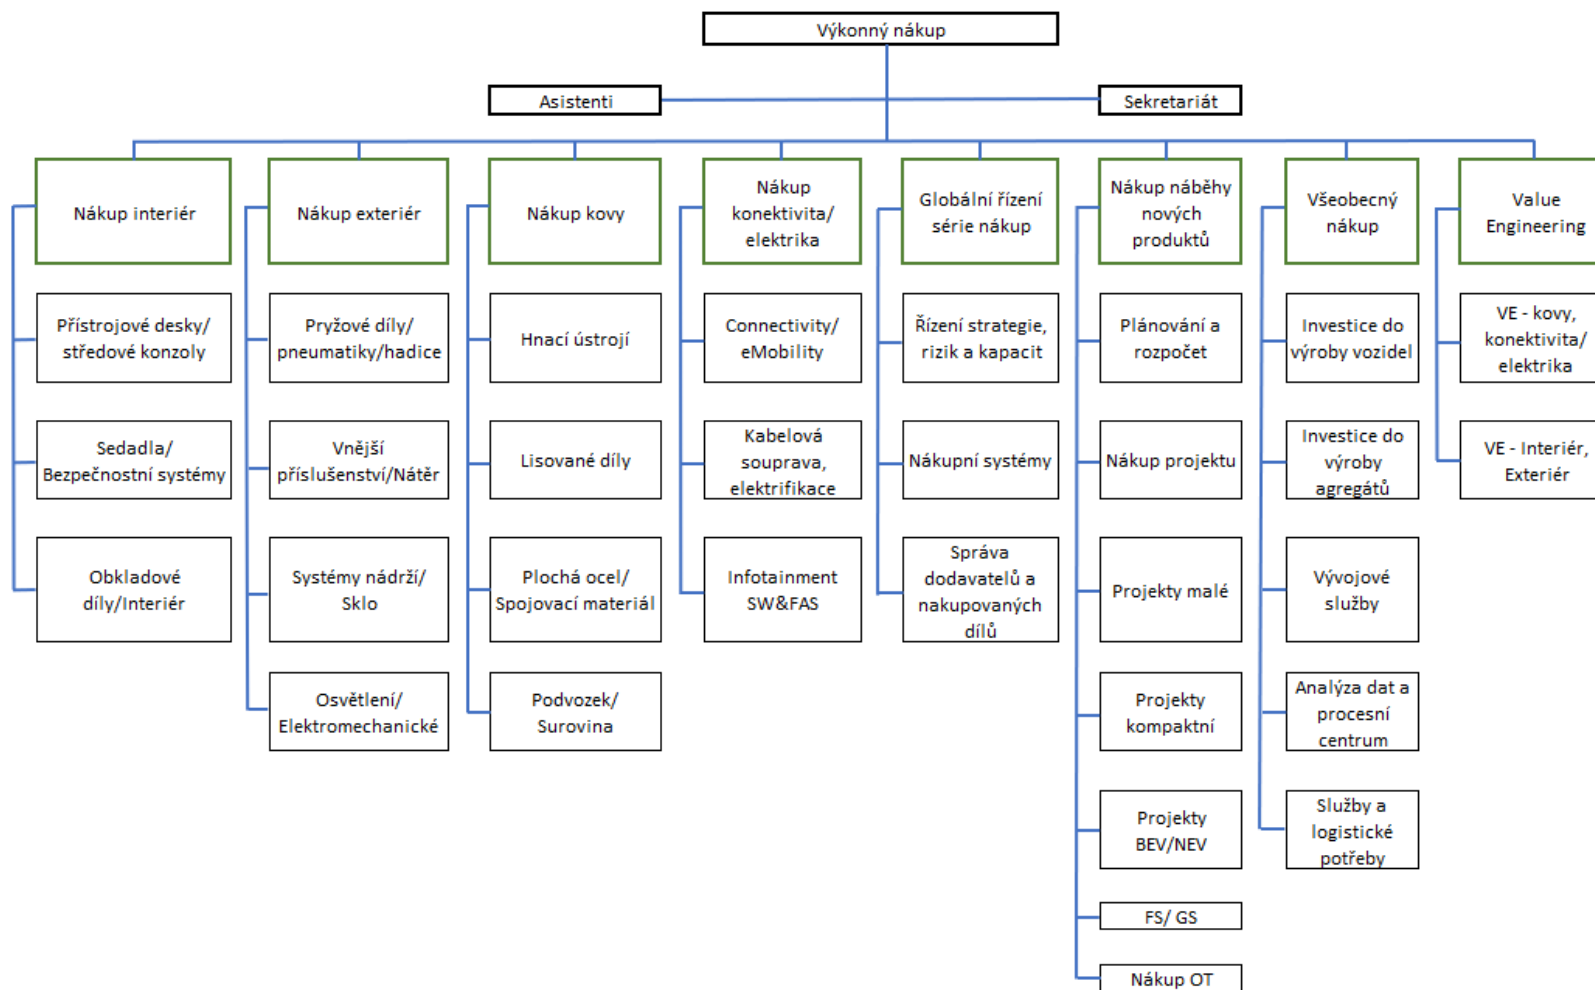 Výkonný nákup
Asistenti
Sekretariát
Nákup interiér
Nákup exteriér
Nákup kovy
Nákup
konektivita/
elektrika
Globální řízení
série nákup
Nákup náběhy
nových
produktů
Všeobecný
nákup
Value
Engineering
Přístrojové desky/
středové konzoly
Pryžové díly/
pneumatiky/hadice
Hnací ústrojí
Connectivity/
eMobility
Řízení strategie,
rizik a kapacit
Plánování a
rozpočet
Investice do
výroby vozidel
VE - kovy,
konektivita/
elektrika
Sedadla/
Bezpečnostní systémy
Vnější
příslušenství/Nátěr
Lisované díly
Kabelová
souprava,
elektrifikace
Nákupní systémy
Nákup projektu
Investice do
výroby
agregátů
VE - Interiér,
Exteriér
Obkladové
díly/Interiér
Systémy nádrží/
Sklo
Plochá ocel/
Spojovací materiál
Infotainment
SW&FAS
Správa
dodavatelů a
nakupovaných
dílů
Projekty malé
Vývojové
služby
Osvětlení/
Elektromechanické
Podvozek/
Surovina
Projekty
kompaktní
Analýza dat a
procesní
centrum
Projekty
BEV/NEV
Služby a
logistické
potřeby
FS/ GS
Nákup OT